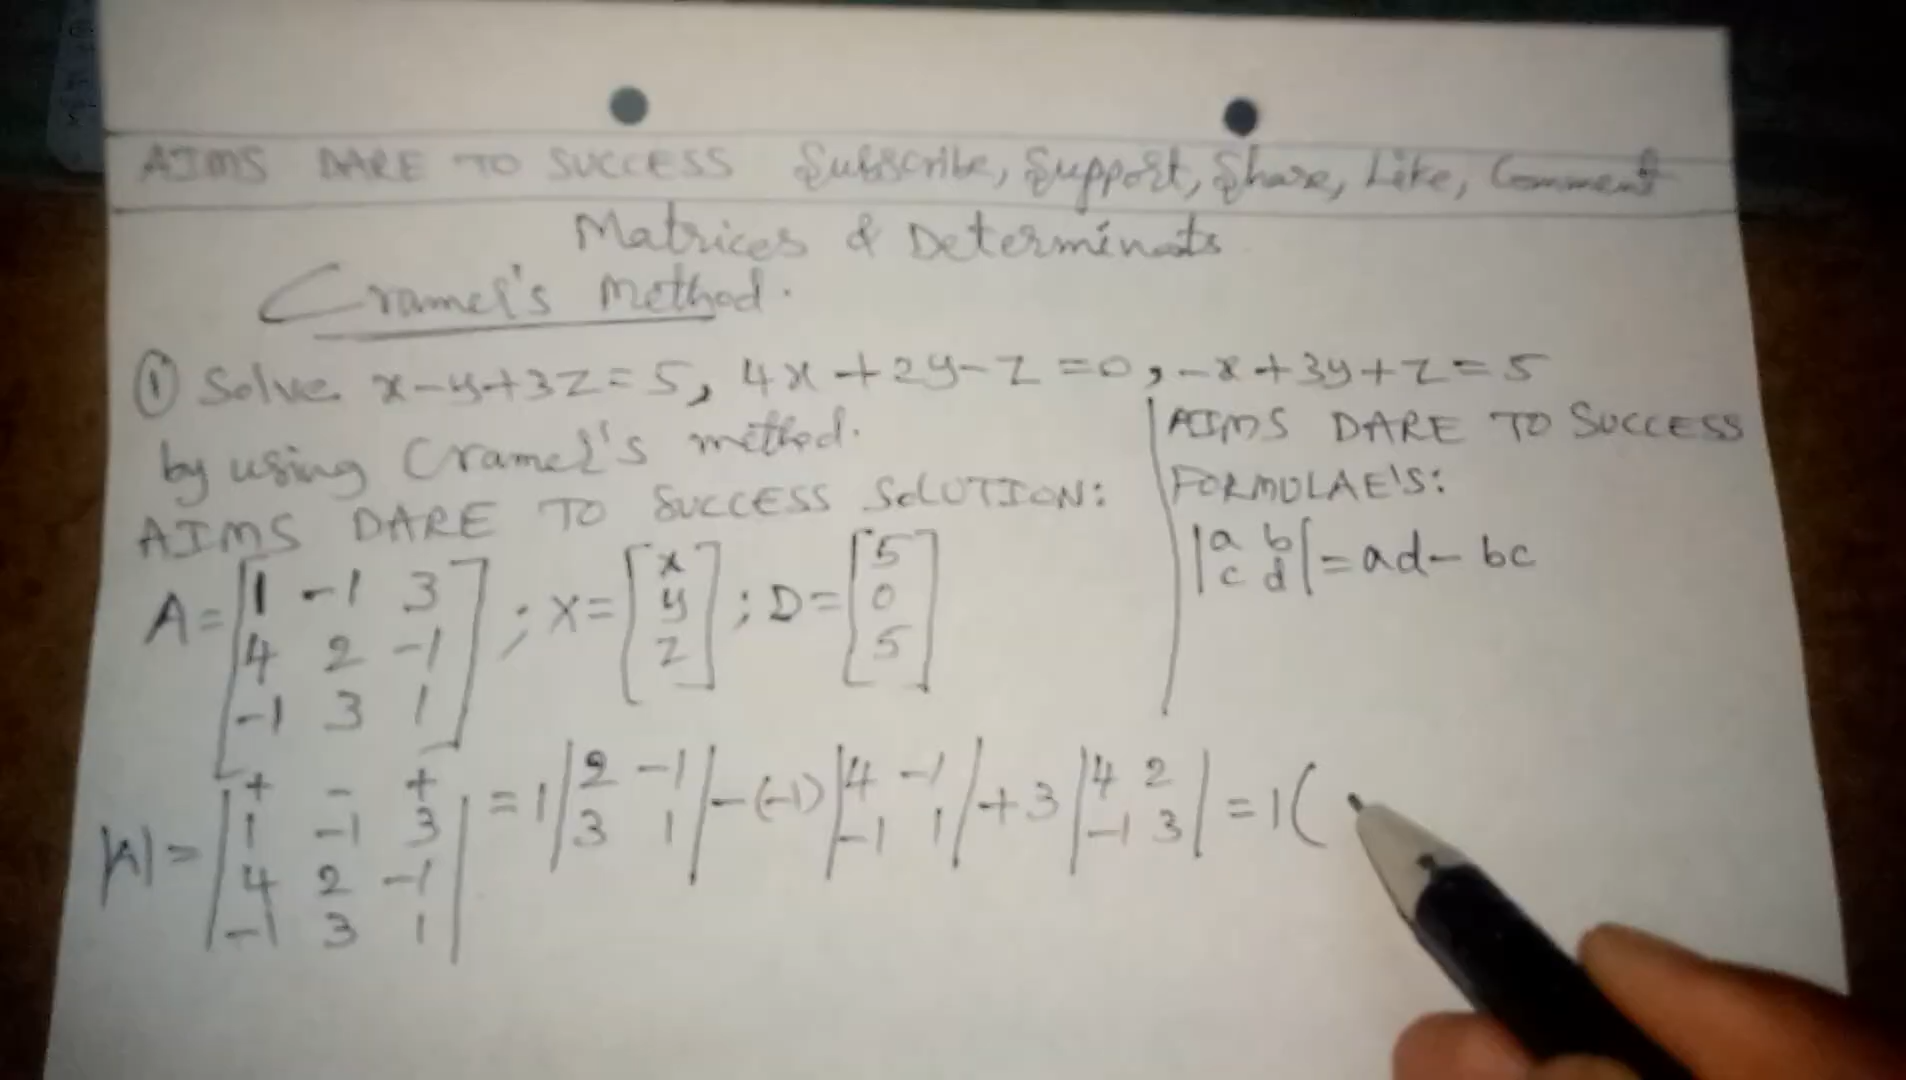 AIMS DARE TO SUCCESS Subscribe, Support, Share, Like, Comment
Matrices & Determinats
Cramer's Method.
① Solve x-y+3z=5, 4x+2y-z=0, -x+3y+z=5
by using Cramer's method.
AIMS DARE TO SUCCESS SOLUTION:
AIMS DARE TO SUCCESS
FORMULAE'S:
|a b|
|c d| = ad - bc
A = [1 -1 3] ; X = [x] ; D = [5]
[4 2 -1] [y] [0]
[-1 3 1] [z] [5]
+ - +
|A| = |1 -1 3| = 1 |2 -1| - (-1) |4 -1| + 3 |4 2| = 1(
|3 1| |-1 1| |-1 3|
|4 2 -1|
|-1 3 1|